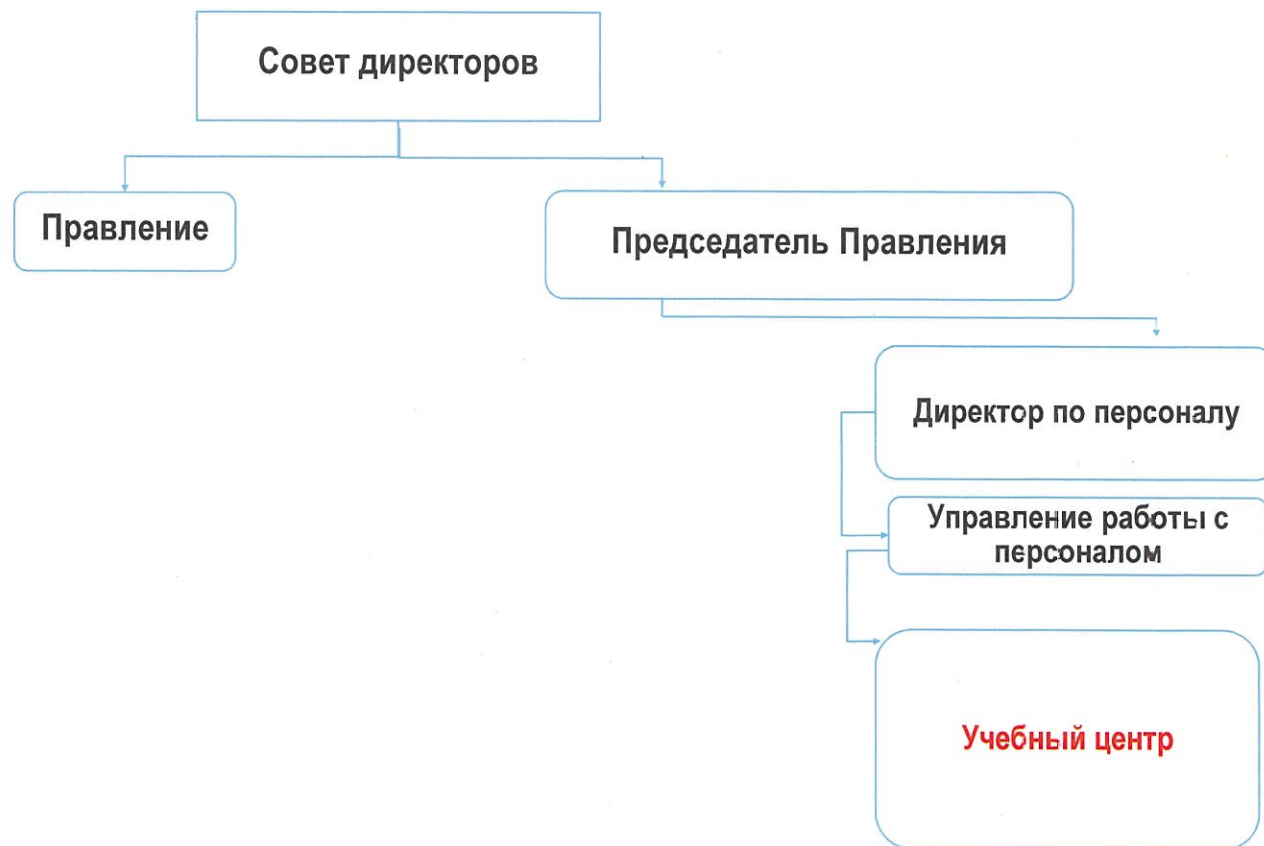 Совет директоров
Правление
Председатель Правления
Директор по персоналу
Управление работы с
персоналом
Учебный центр